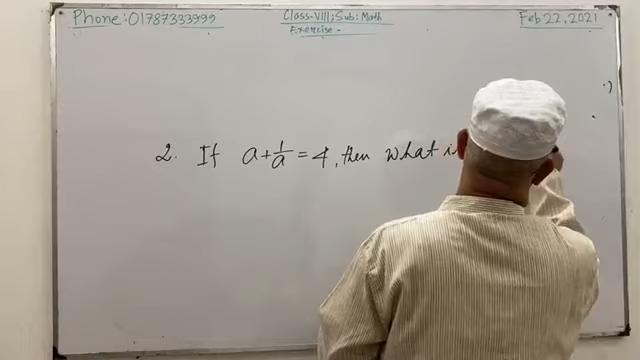 Phone: 01787333999
Class-VIII; Sub: Math
Exercise-
Feb 22, 2021
2. If a + 1/a = 4, then what i